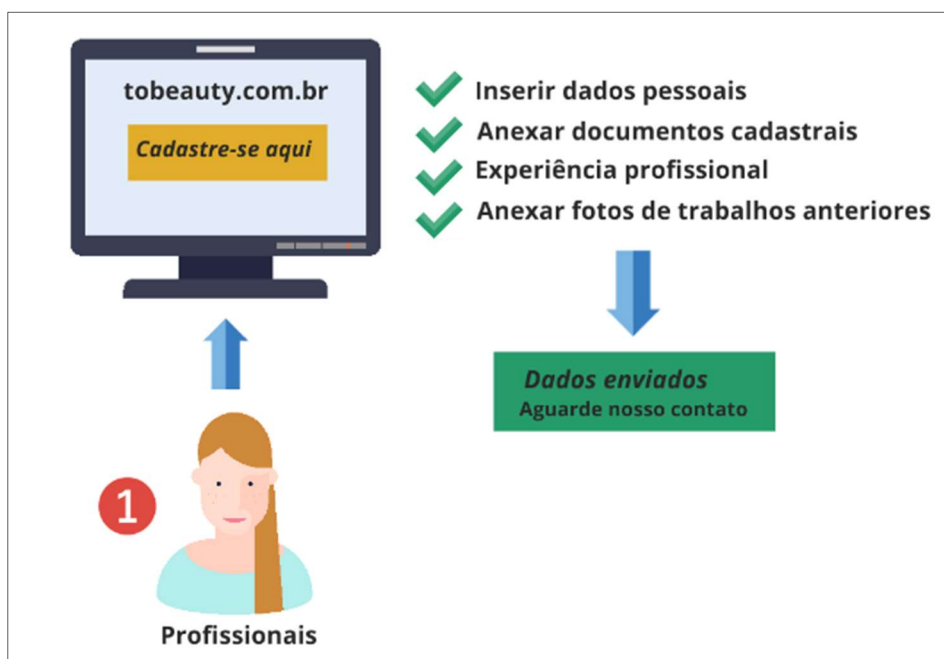 tobeauty.com.br
Cadastre-se aqui
Inserir dados pessoais
Anexar documentos cadastrais
Experiência profissional
Anexar fotos de trabalhos anteriores
Dados enviados
Aguarde nosso contato
1
Profissionais